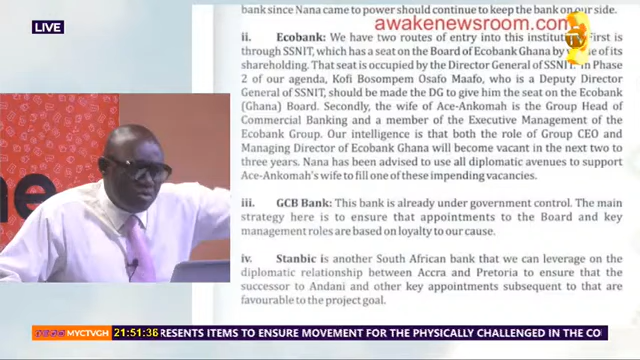 LIVE
bank since Nana came to power should continue to keep the bank on our side.
awakenewsroom.com
ii. Ecobank: We have two routes of entry into this institution. First is
through SSNIT, which has a seat on the Board of Ecobank Ghana by of its
shareholding. That seat is occupied by the Director General of SSNIT. In Phase
2 of our agenda, Kofi Bosompem Osafo Maafo, who is a Deputy Director
General of SSNIT, should be made the DG to give him the seat on the Ecobank
(Ghana) Board. Secondly, the wife of Ace-Ankomah is the Group Head of
Commercial Banking and a member of the Executive Management of the
Ecobank Group. Our intelligence is that both the role of Group CEO and
Managing Director of Ecobank Ghana will become vacant in the next two to
three years. Nana has been advised to use all diplomatic avenues to support
Ace-Ankomah's wife to fill one of these impending vacancies.
iii. GCB Bank: This bank is already under government control. The main
strategy here is to ensure that appointments to the Board and key
management roles are based on loyalty to our cause.
iv. Stanbic is another South African bank that we can leverage on the
diplomatic relationship between Accra and Pretoria to ensure that the
successor to Andani and other key appointments subsequent to that are
favourable to the project goal.
ne
MYCTVGH 21:51:36 RESENTS ITEMS TO ENSURE MOVEMENT FOR THE PHYSICALLY CHALLENGED IN THE CO